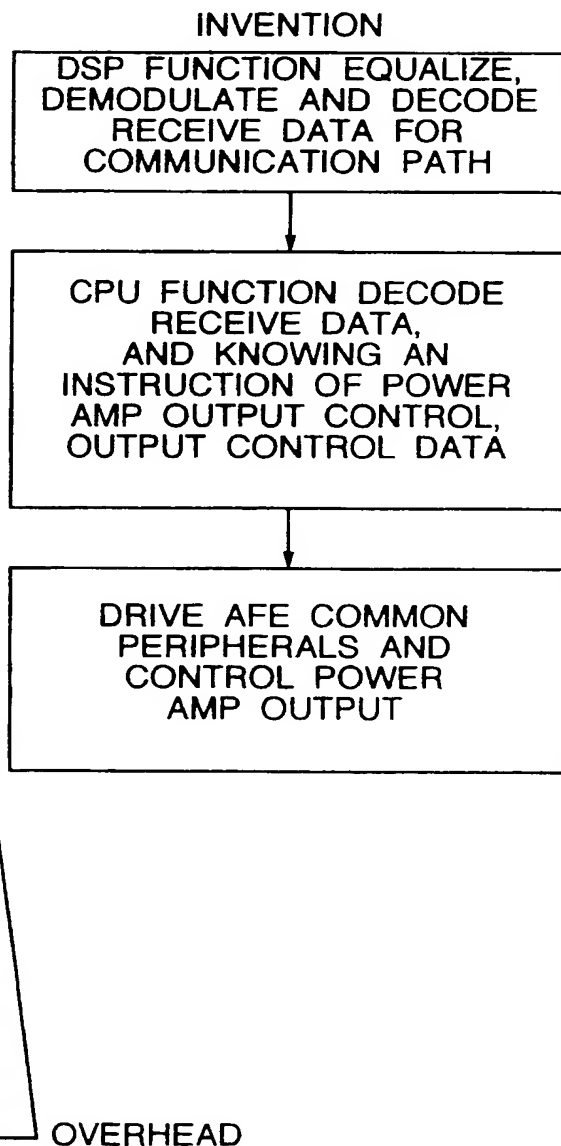 INVENTION
DSP FUNCTION EQUALIZE,
DEMODULATE AND DECODE
RECEIVE DATA FOR
COMMUNICATION PATH
CPU FUNCTION DECODE
RECEIVE DATA,
AND KNOWING AN
INSTRUCTION OF POWER
AMP OUTPUT CONTROL,
OUTPUT CONTROL DATA
DRIVE AFE COMMON
PERIPHERALS AND
CONTROL POWER
AMP OUTPUT
OVERHEAD